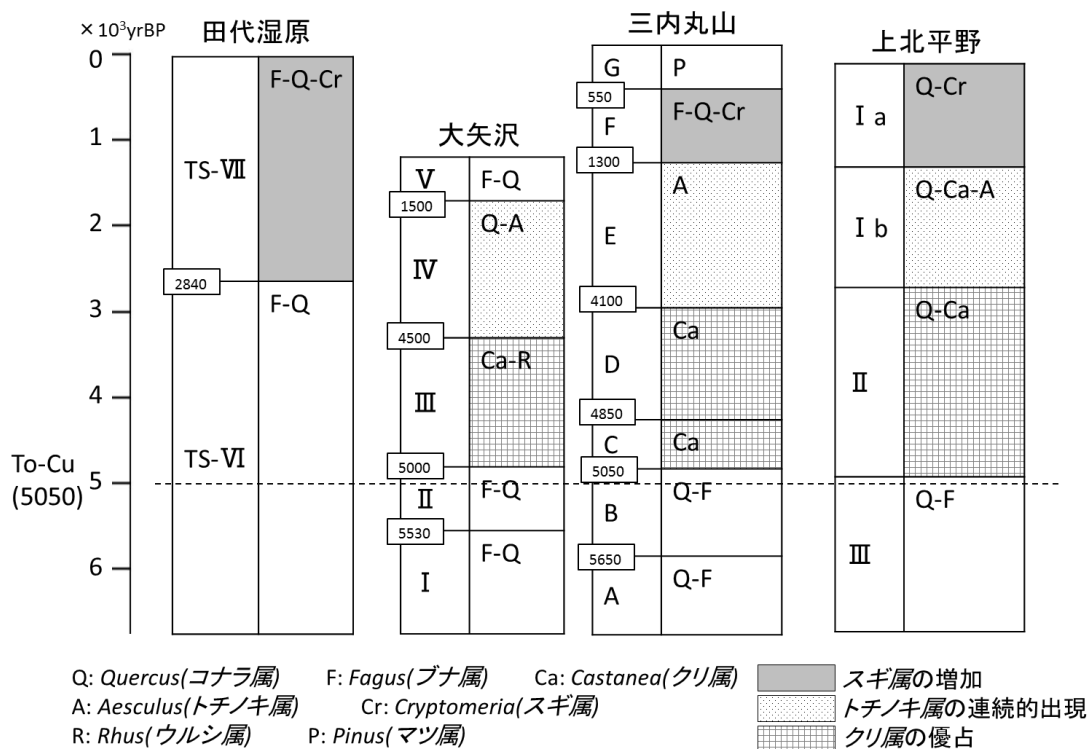 ×10³yrBP
0
1
2
3
4
5
6
To-Cu
(5050)
田代湿原
TS-Ⅶ
F-Q-Cr
2840
TS-Ⅵ
F-Q
大矢沢
Ⅴ
F-Q
1500
Ⅳ
Q-A
4500
Ⅲ
Ca-R
5000
Ⅱ
F-Q
5530
Ⅰ
F-Q
三内丸山
G
P
550
F
F-Q-Cr
1300
E
A
4100
D
Ca
4850
C
Ca
5050
B
Q-F
5650
A
Q-F
上北平野
Ⅰa
Q-Cr
Ⅰb
Q-Ca-A
Ⅱ
Q-Ca
Ⅲ
Q-F
Q: Quercus(コナラ属) F: Fagus(ブナ属) Ca: Castanea(クリ属)
A: Aesculus(トチノキ属) Cr: Cryptomeria(スギ属)
R: Rhus(ウルシ属) P: Pinus(マツ属)
スギ属の増加
トチノキ属の連続的出現
クリ属の優占